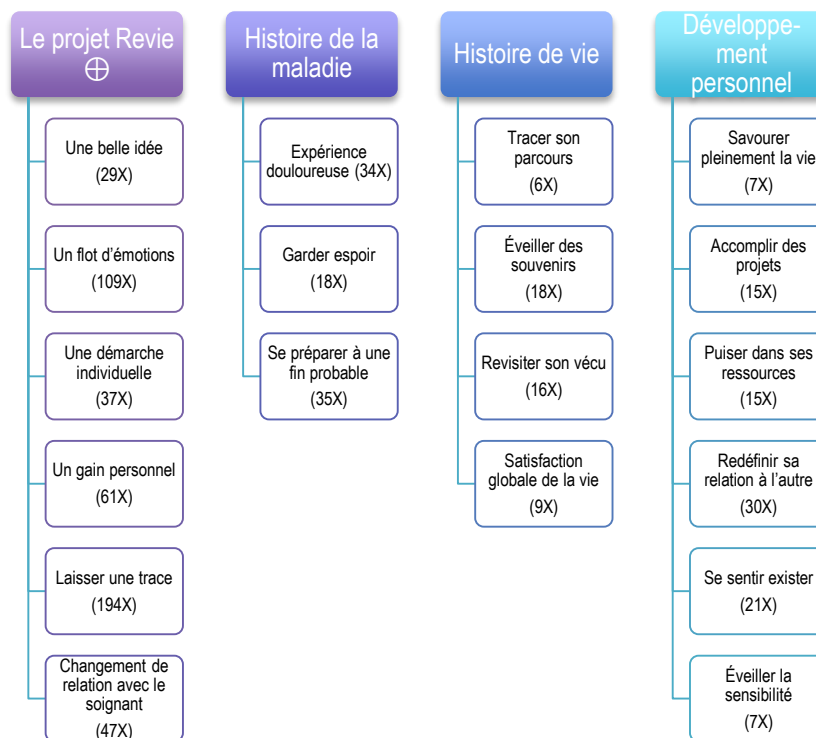 Le projet Revie
⊕
Une belle idée
(29X)
Un flot d'émotions
(109X)
Une démarche
individuelle
(37X)
Un gain personnel
(61X)
Laisser une trace
(194X)
Changement de
relation avec le
soignant
(47X)
Histoire de la
maladie
Expérience
douloureuse (34X)
Garder espoir
(18X)
Se préparer à une
fin probable
(35X)
Histoire de vie
Tracer son
parcours
(6X)
Éveiller des
souvenirs
(18X)
Revisiter son vécu
(16X)
Satisfaction
globale de la vie
(9X)
Développe-
ment
personnel
Savourer
pleinement la vie
(7X)
Accomplir des
projets
(15X)
Puiser dans ses
ressources
(15X)
Redéfinir sa
relation à l'autre
(30X)
Se sentir exister
(21X)
Éveiller la
sensibilité
(7X)